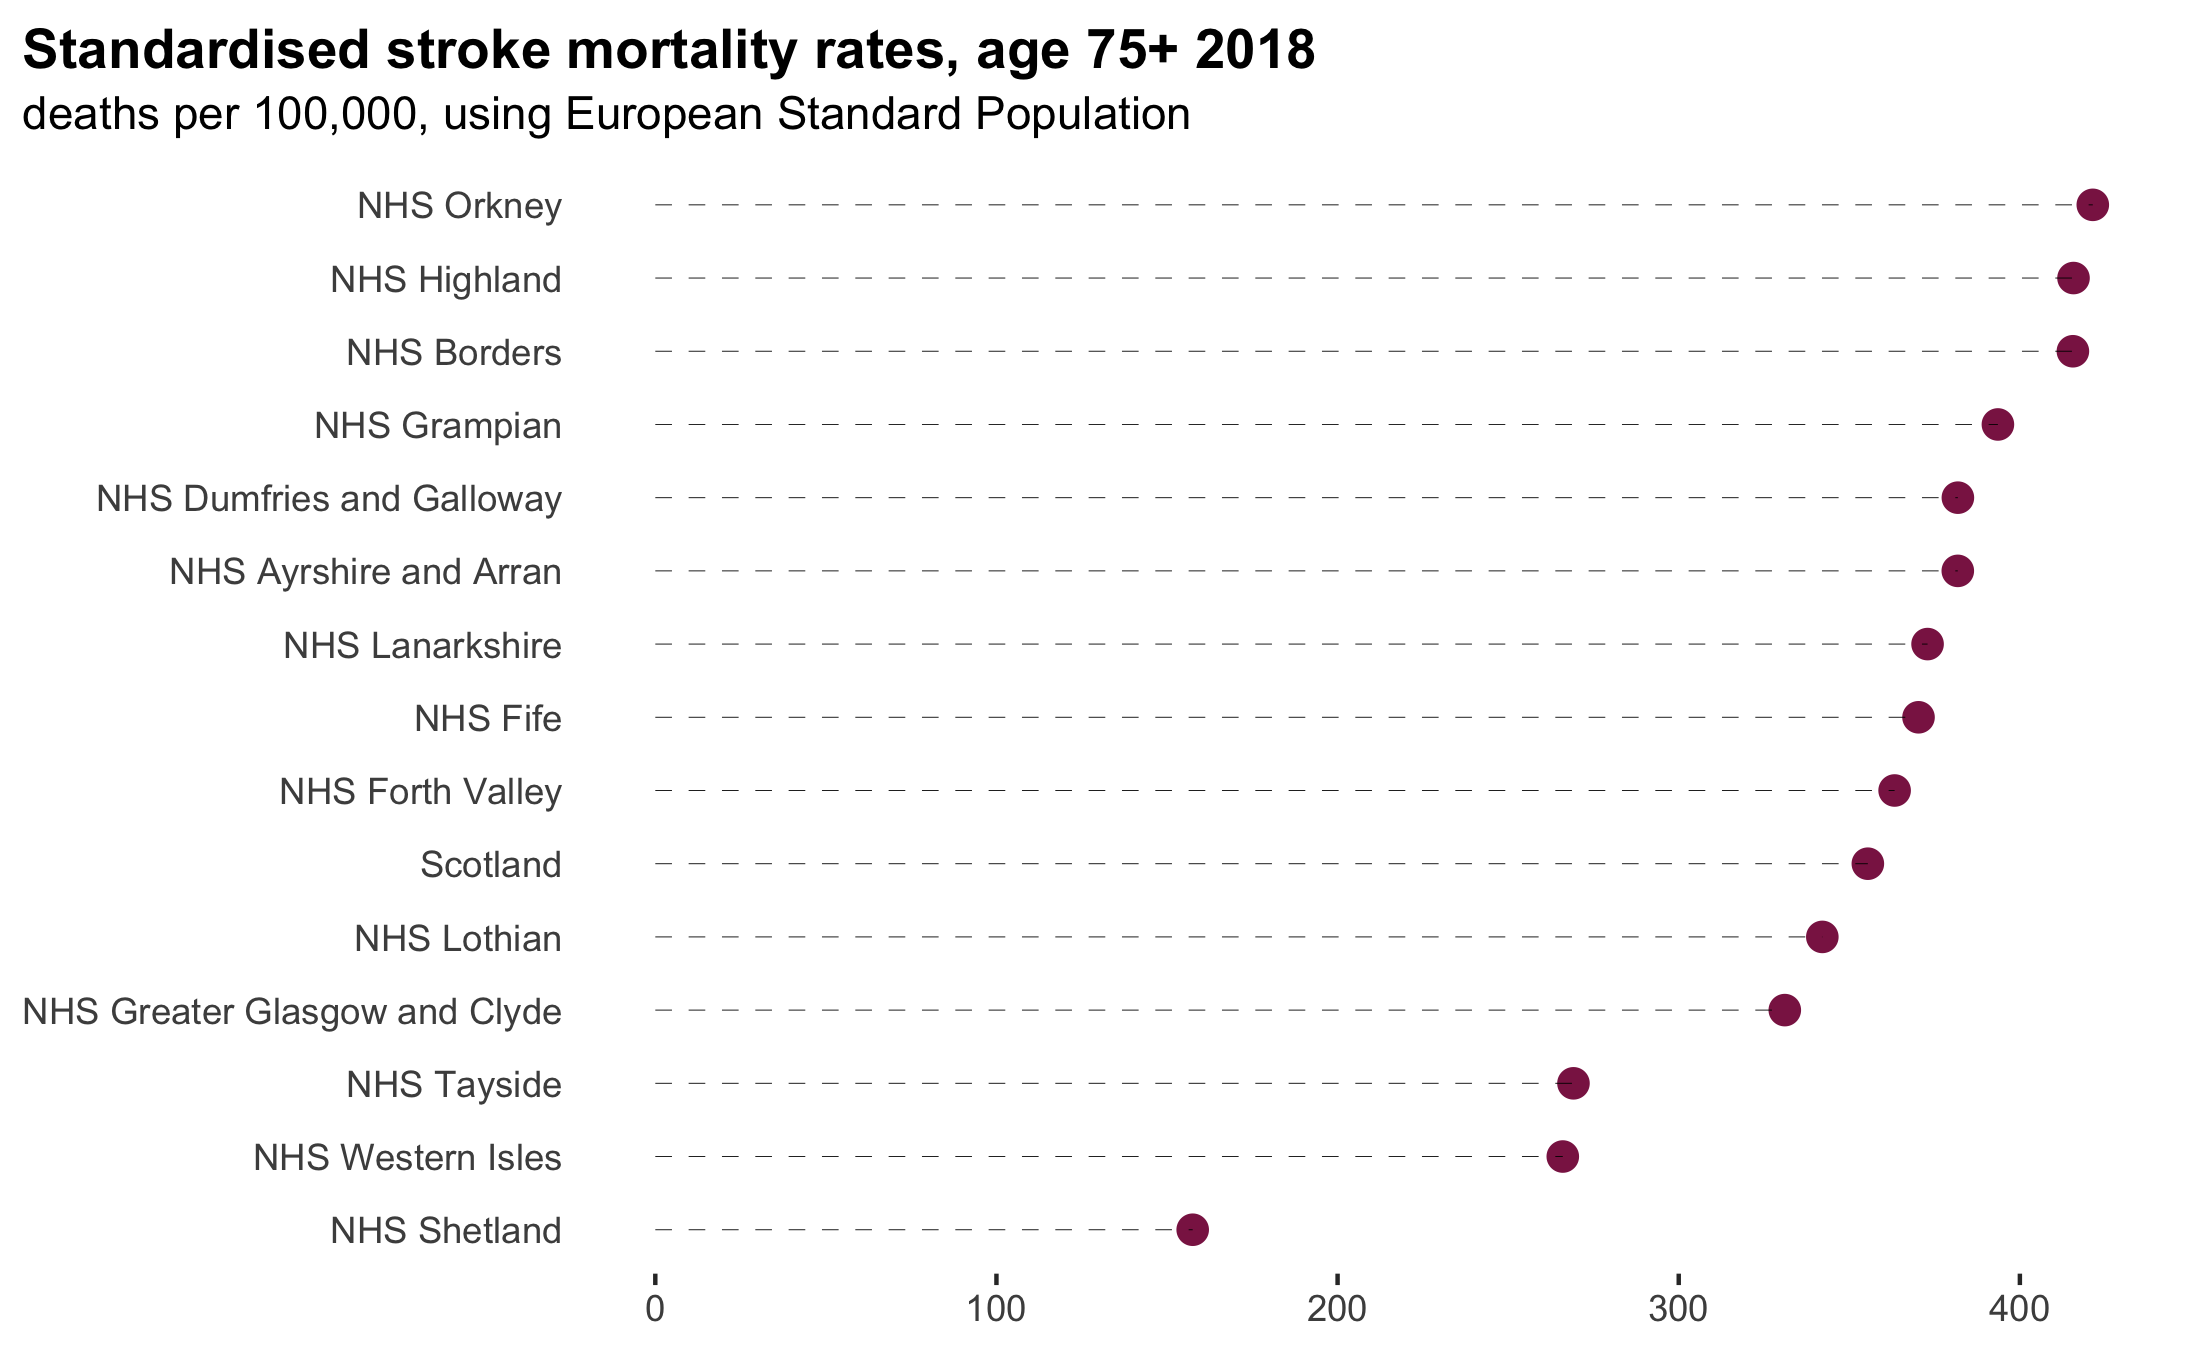 Standardised stroke mortality rates, age 75+ 2018
deaths per 100,000, using European Standard Population
NHS Orkney
NHS Highland
NHS Borders
NHS Grampian
NHS Dumfries and Galloway
NHS Ayrshire and Arran
NHS Lanarkshire
NHS Fife
NHS Forth Valley
Scotland
NHS Lothian
NHS Greater Glasgow and Clyde
NHS Tayside
NHS Western Isles
NHS Shetland
0 100 200 300 400